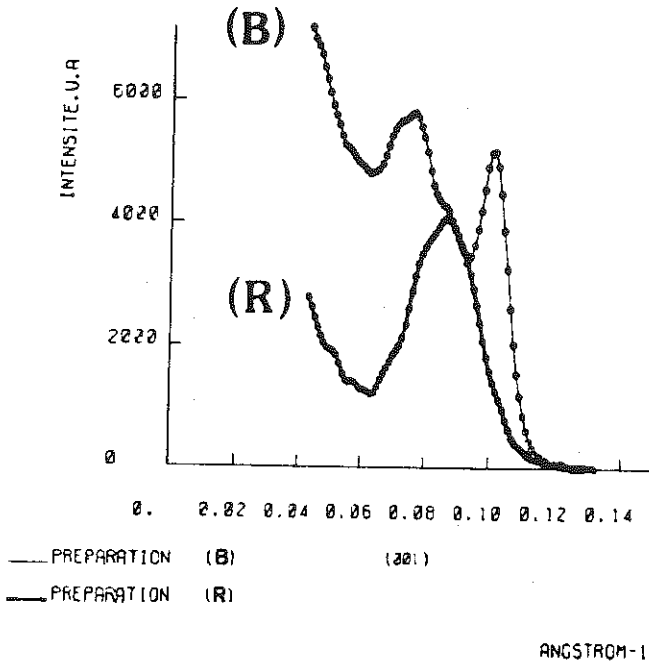 (B)
INTENSITE.U.A
6000
4000
2000
0
(R)
0. 0.02 0.04 0.06 0.08 0.10 0.12 0.14
PREPARATION (B) (001)
PREPARATION (R)
ANGSTROM-1